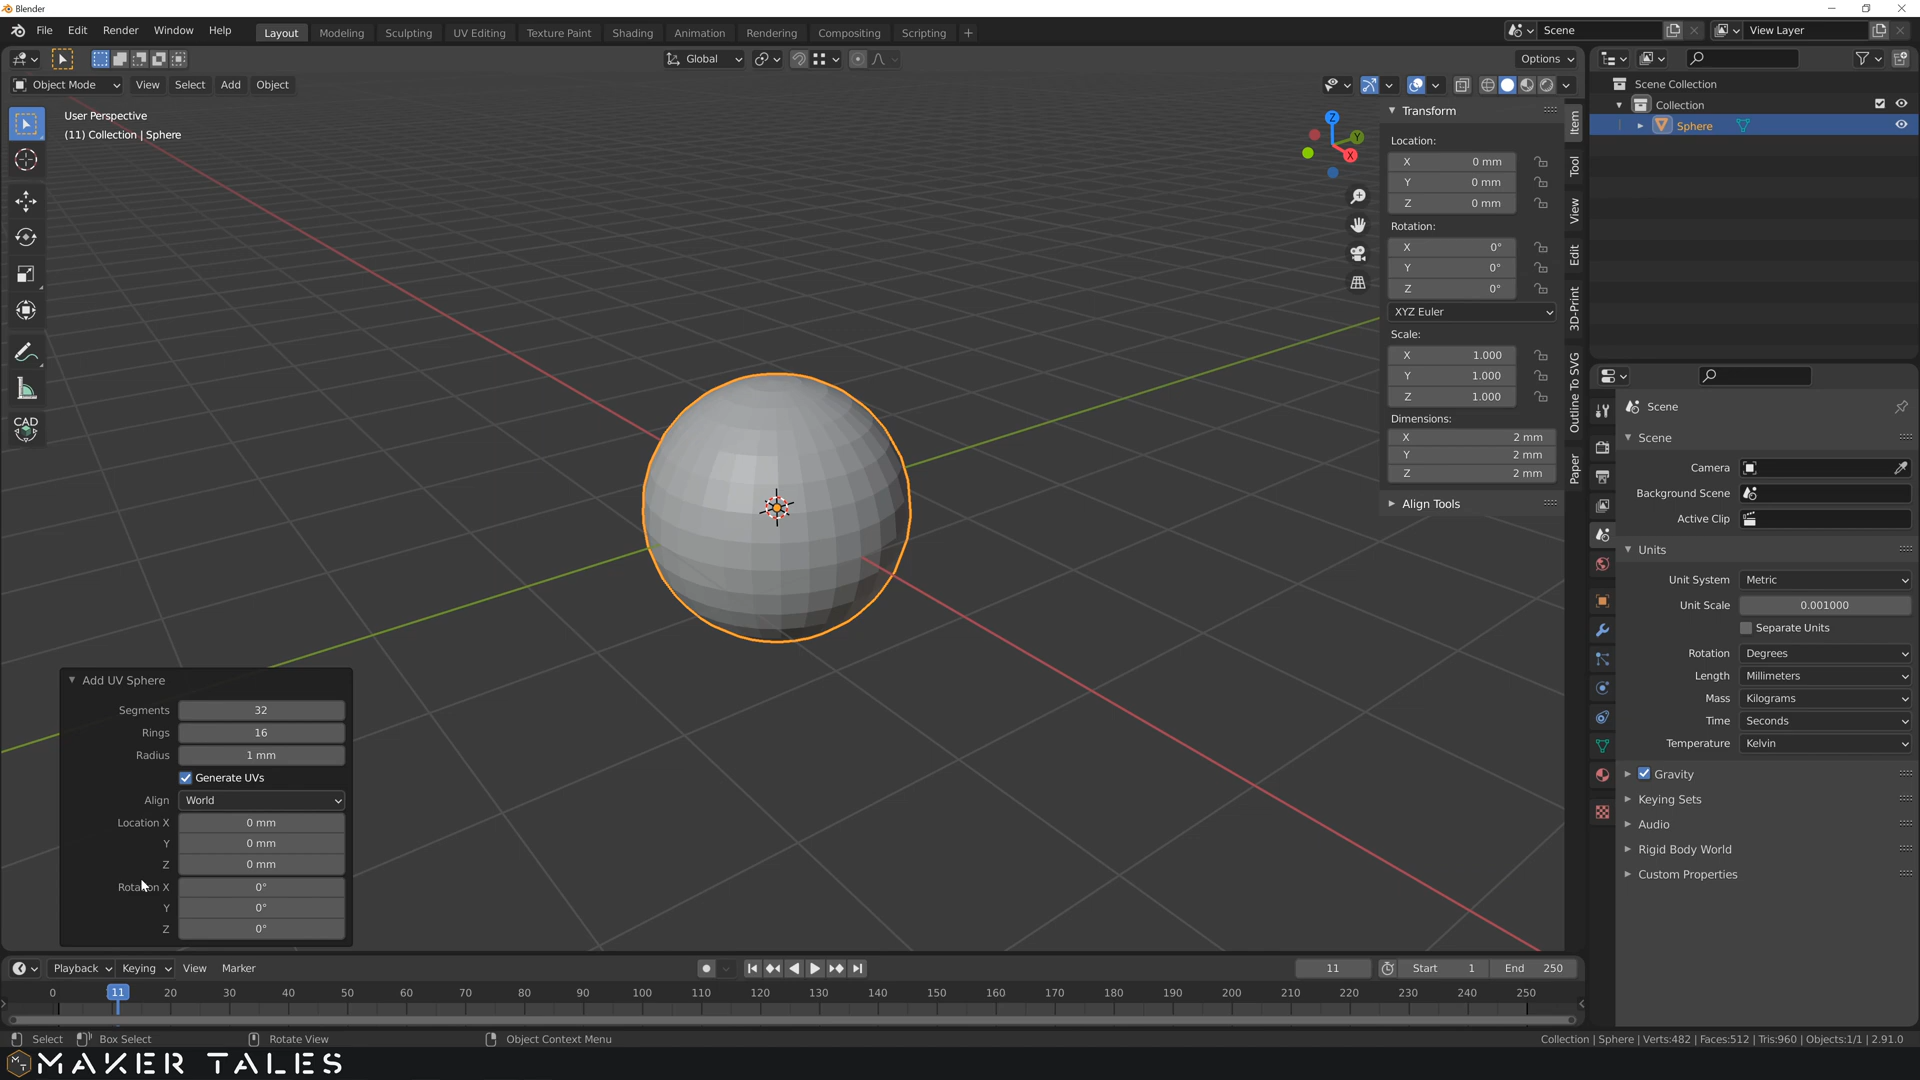 Blender
File Edit Render Window Help
Layout Modeling Sculpting UV Editing Texture Paint Shading Animation Rendering Compositing Scripting +
Scene
View Layer
Global
Options
Object Mode View Select Add Object
User Perspective
(11) Collection | Sphere
CAD
Z
Y
X
Transform
Location:
X 0 mm
Y 0 mm
Z 0 mm
Rotation:
X 0°
Y 0°
Z 0°
XYZ Euler
Scale:
X 1.000
Y 1.000
Z 1.000
Dimensions:
X 2 mm
Y 2 mm
Z 2 mm
Align Tools
Item
Tool
View
Edit
3D-Print
Outline To SVG
Paper
Scene Collection
Collection
Sphere
Scene
Scene
Camera
Background Scene
Active Clip
Units
Unit System Metric
Unit Scale 0.001000
Separate Units
Rotation Degrees
Length Millimeters
Mass Kilograms
Time Seconds
Temperature Kelvin
Gravity
Keying Sets
Audio
Rigid Body World
Custom Properties
Add UV Sphere
Segments 32
Rings 16
Radius 1 mm
Generate UVs
Align World
Location X 0 mm
Y 0 mm
Z 0 mm
Rotation X 0°
Y 0°
Z 0°
Playback Keying View Marker
11 Start 1 End 250
0 11 20 30 40 50 60 70 80 90 100 110 120 130 140 150 160 170 180 190 200 210 220 230 240 250
Select Box Select Rotate View Object Context Menu
Collection | Sphere | Verts:482 | Faces:512 | Tris:960 | Objects:1/1 | 2.91.0
MAKER TALES